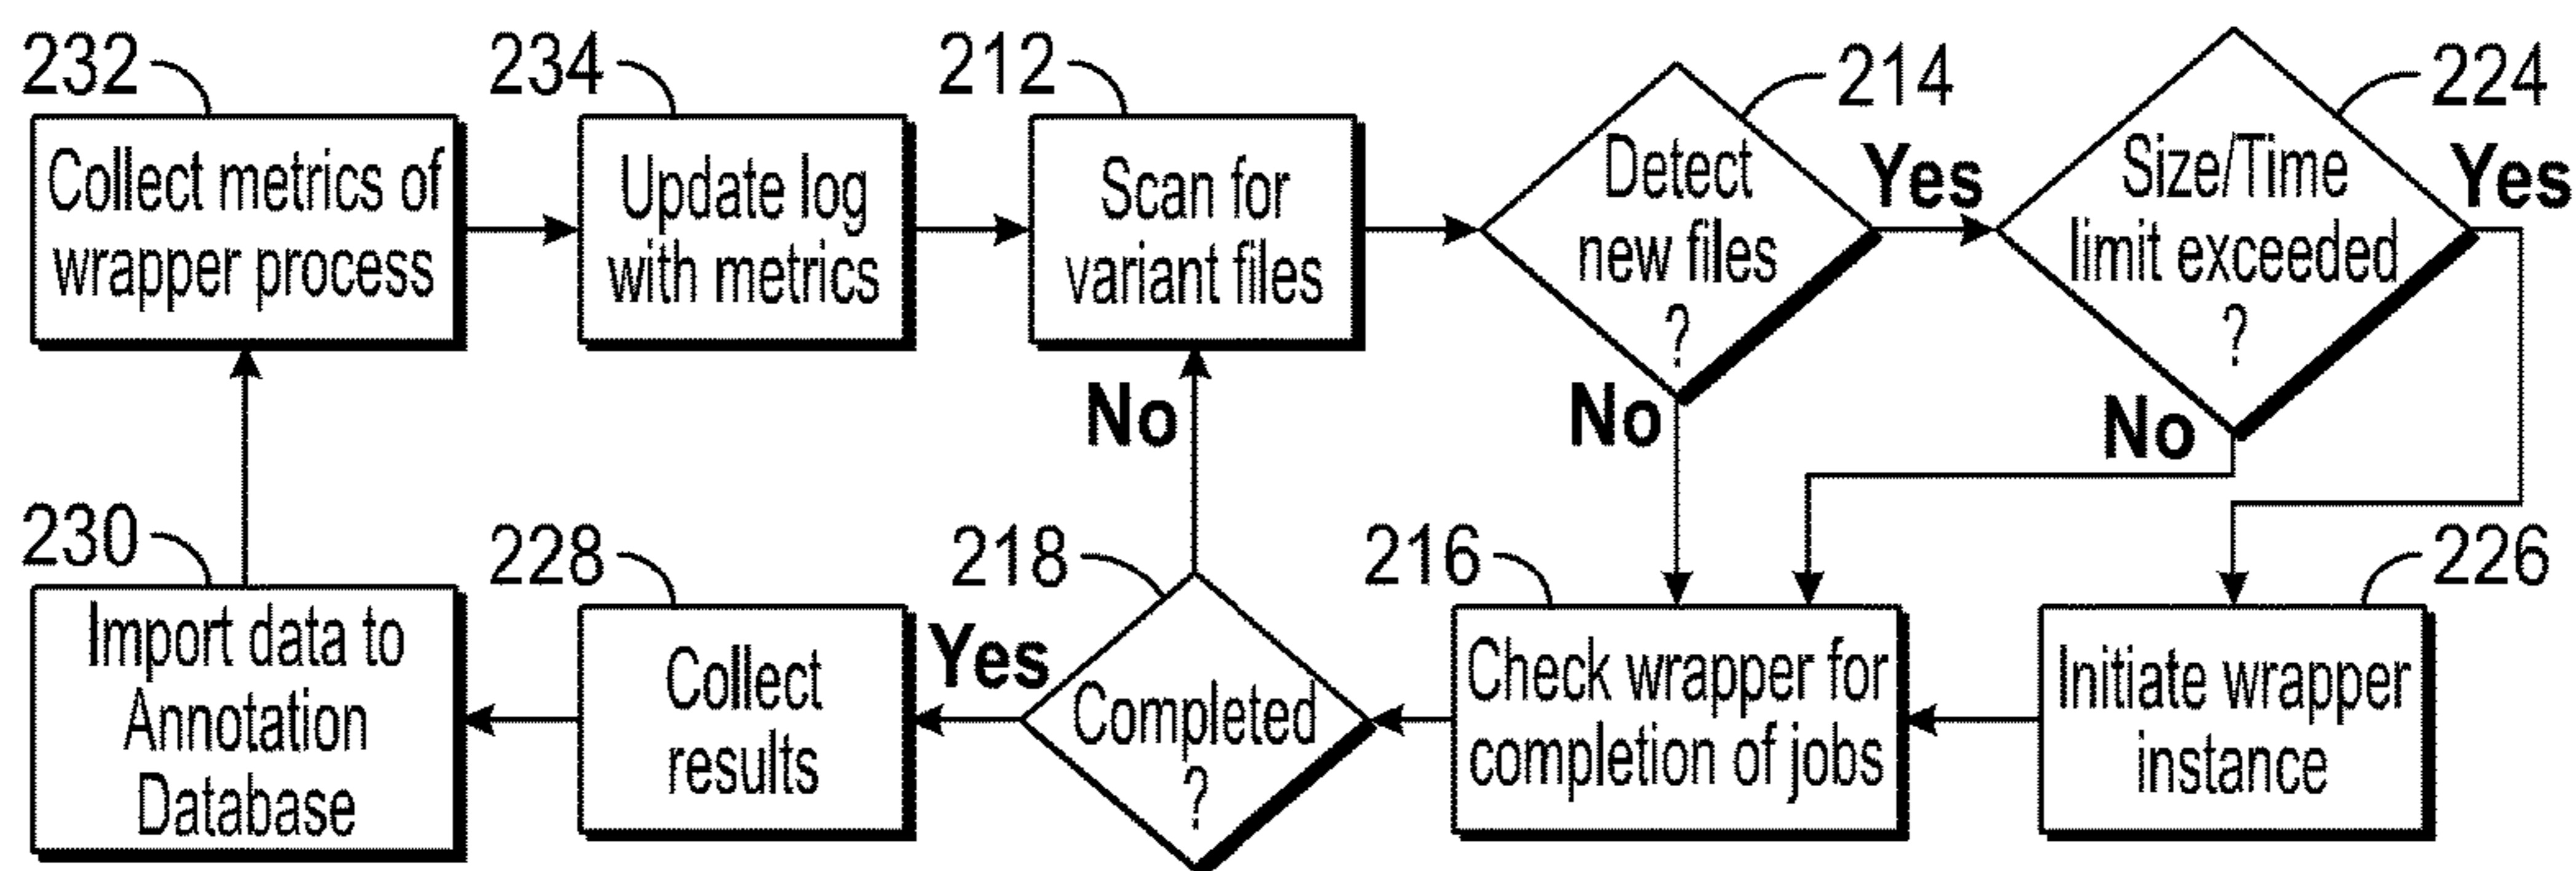 232
Collect metrics of
wrapper process
234
Update log
with metrics
212
Scan for
variant files
214
Detect
new files
?
Yes
No
224
Size/Time
limit exceeded
?
Yes
No
230
Import data to
Annotation
Database
228
Collect
results
218
Completed
?
No
Yes
216
Check wrapper for
completion of jobs
226
Initiate wrapper
instance